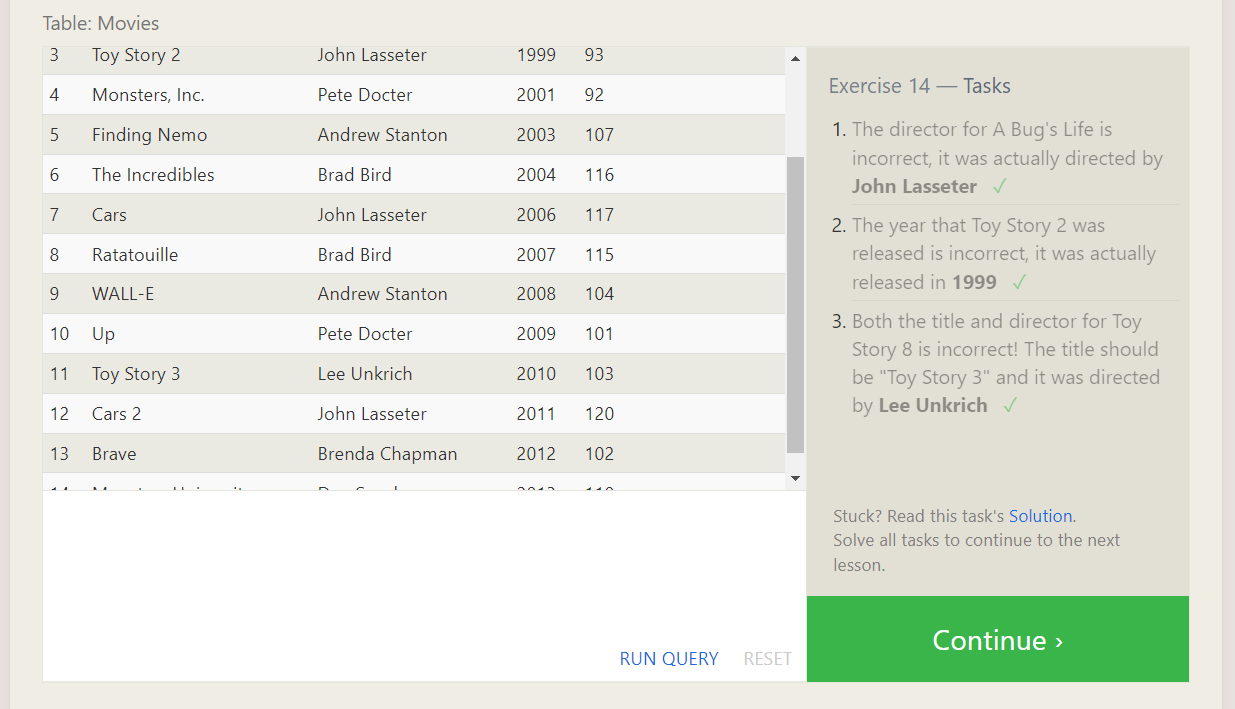 Table: Movies
3 Toy Story 2 John Lasseter 1999 93
4 Monsters, Inc. Pete Docter 2001 92
5 Finding Nemo Andrew Stanton 2003 107
6 The Incredibles Brad Bird 2004 116
7 Cars John Lasseter 2006 117
8 Ratatouille Brad Bird 2007 115
9 WALL-E Andrew Stanton 2008 104
10 Up Pete Docter 2009 101
11 Toy Story 3 Lee Unkrich 2010 103
12 Cars 2 John Lasseter 2011 120
13 Brave Brenda Chapman 2012 102
RUN QUERY RESET
Exercise 14 — Tasks
1. The director for A Bug's Life is
incorrect, it was actually directed by
John Lasseter ✓
2. The year that Toy Story 2 was
released is incorrect, it was actually
released in 1999 ✓
3. Both the title and director for Toy
Story 8 is incorrect! The title should
be "Toy Story 3" and it was directed
by Lee Unkrich ✓
Stuck? Read this task's Solution.
Solve all tasks to continue to the next
lesson.
Continue ›